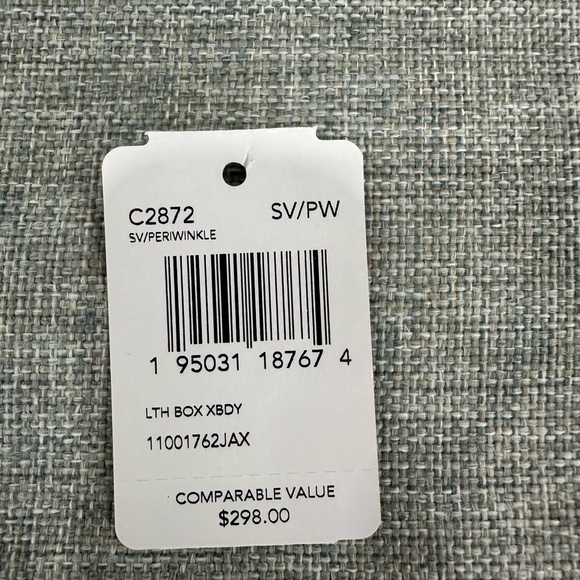 C2872 SV/PW
SV/PERIWINKLE
1 95031 18767 4
LTH BOX XBDY
11001762JAX
COMPARABLE VALUE
$298.00